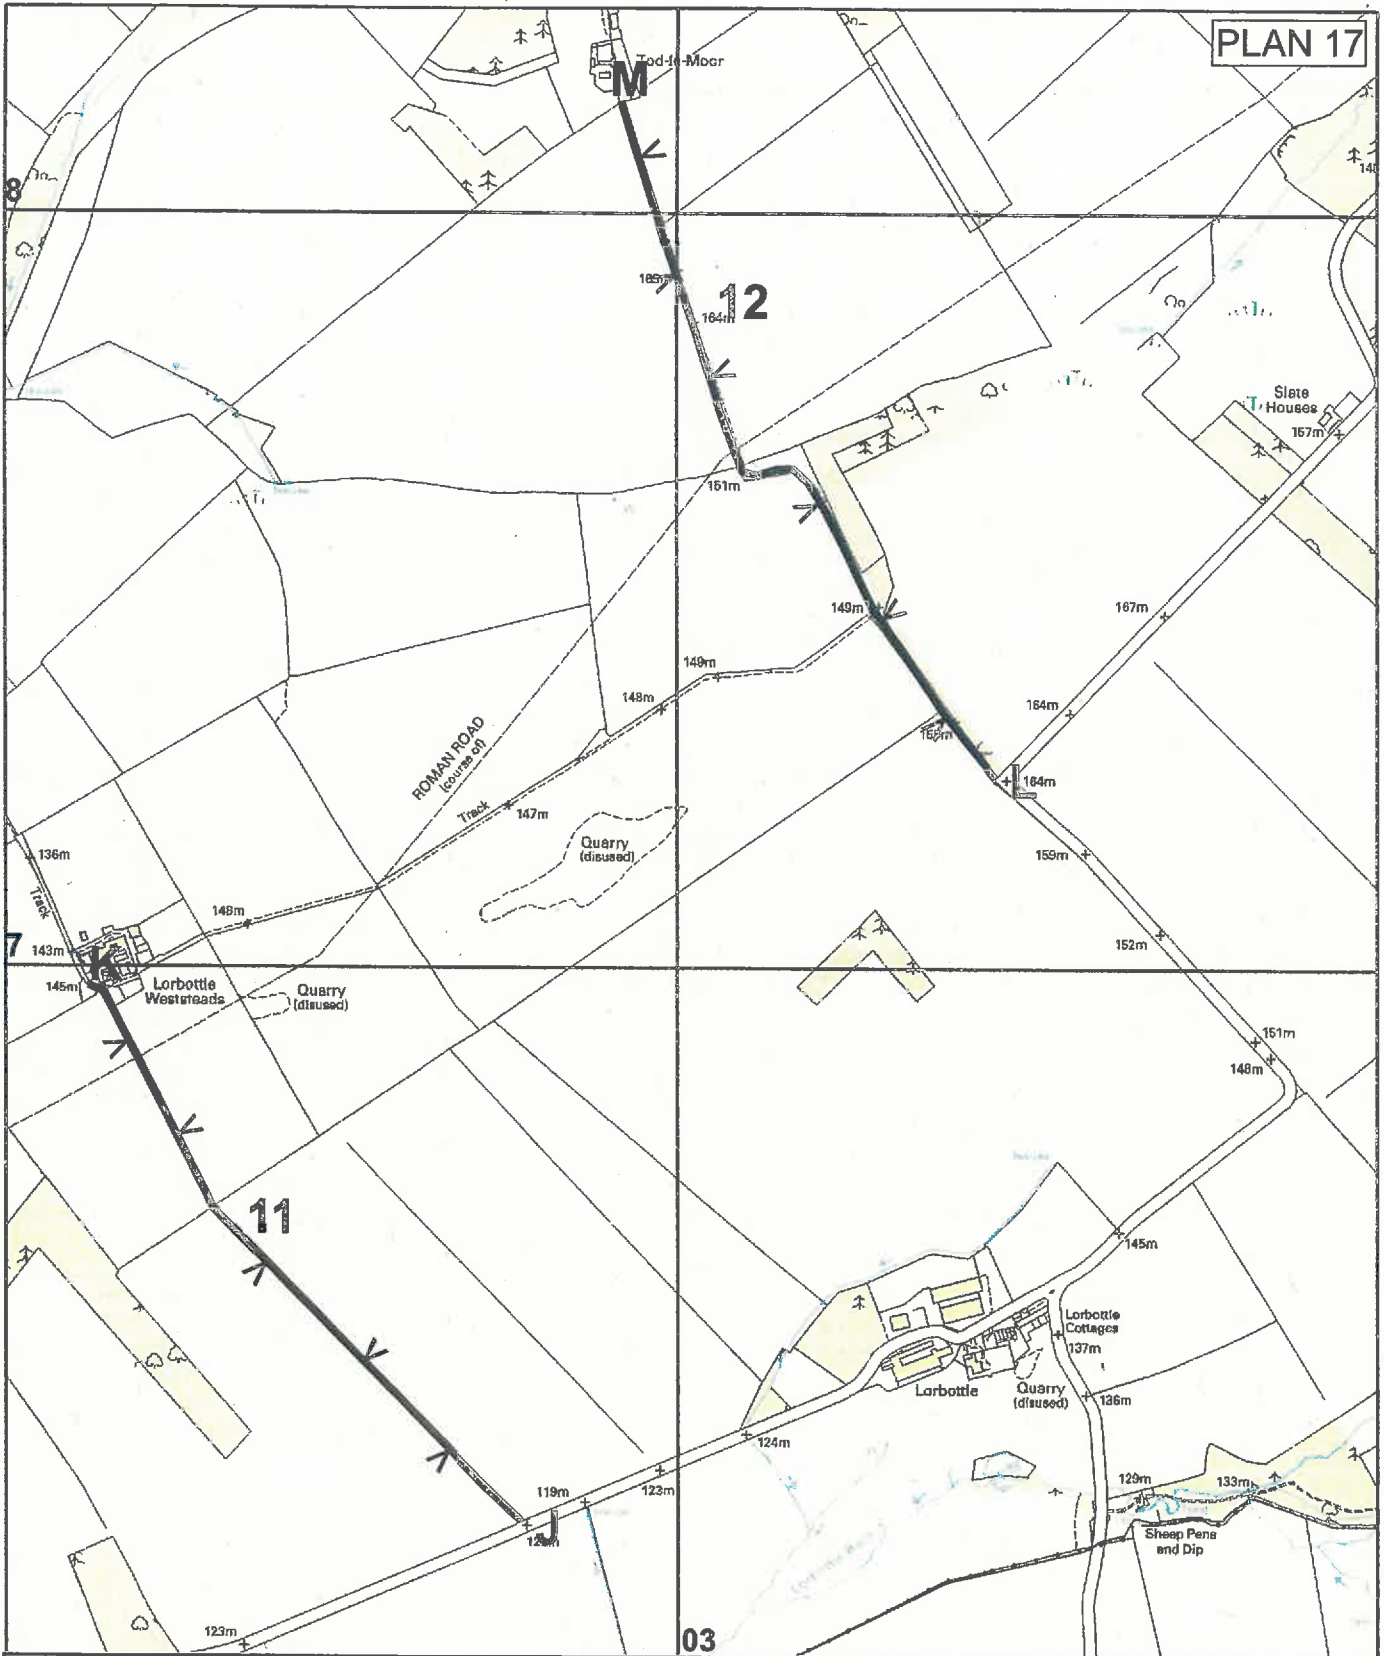 PLAN 17
Tod-le-Moor
M
8
12
164m
Slate
Houses
167m
151m
149m
167m
149m
148m
164m
ROMAN ROAD
(course of)
L
164m
Track
147m
Quarry
(disused)
159m
136m
Track
148m
152m
7
143m
K
145m
Lorbottle
Weststeads
Quarry
(disused)
151m
148m
11
145m
Lorbottle
Cottages
137m
Lorbottle
Quarry
(disused)
136m
124m
119m
123m
129m
133m
J
Sheep Pens
and Dip
123m
03